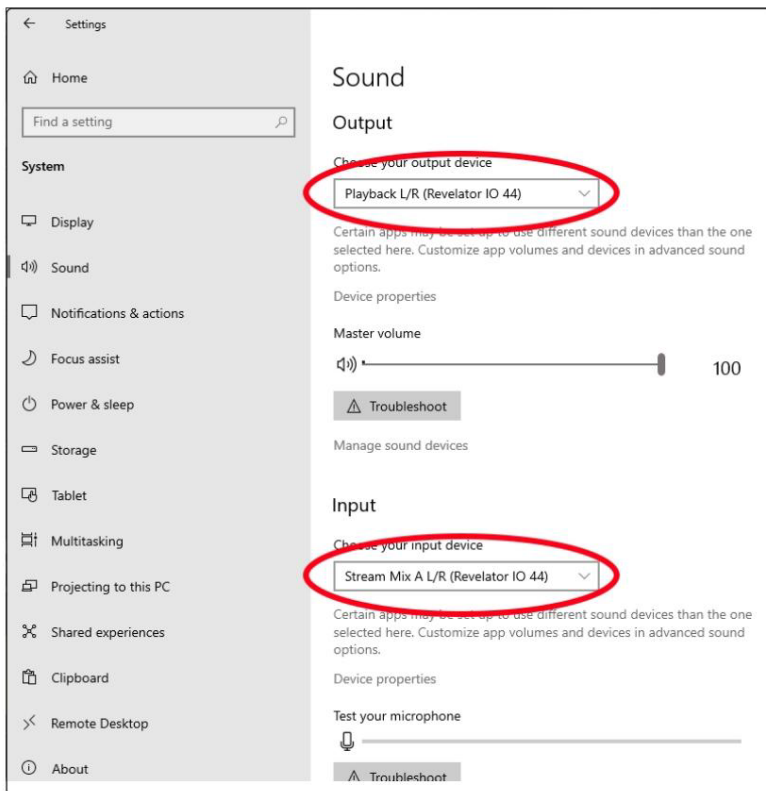 Settings
Home
Find a setting
System
Display
Sound
Notifications & actions
Focus assist
Power & sleep
Storage
Tablet
Multitasking
Projecting to this PC
Shared experiences
Clipboard
Remote Desktop
About
Sound
Output
Choose your output device
Playback L/R (Revelator IO 44)
Certain apps may be set up to use different sound devices than the one
selected here. Customize app volumes and devices in advanced sound
options.
Device properties
Master volume
100
Troubleshoot
Manage sound devices
Input
Choose your input device
Stream Mix A L/R (Revelator IO 44)
Certain apps may be set up to use different sound devices than the one
selected here. Customize app volumes and devices in advanced sound
options.
Device properties
Test your microphone
Troubleshoot